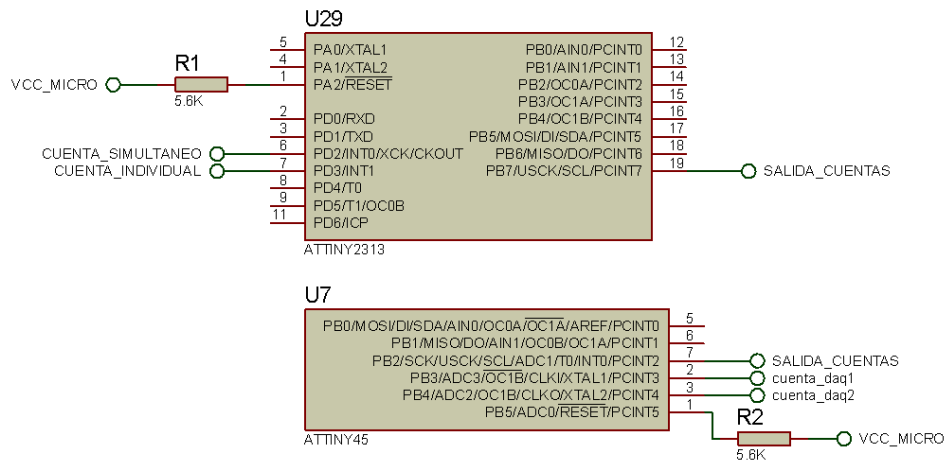 U29
5 PA0/XTAL1 PB0/AIN0/PCINT0 12
4 PA1/XTAL2 PB1/AIN1/PCINT1 13
R1
VCC_MICRO 1 PA2/RESET PB2/OC0A/PCINT2 14
5.6K
PB3/OC1A/PCINT3 15
2 PD0/RXD PB4/OC1B/PCINT4 16
3 PD1/TXD PB5/MOSI/DI/SDA/PCINT5 17
CUENTA_SIMULTANEO 6 PD2/INT0/XCK/CKOUT PB6/MISO/DO/PCINT6 18
CUENTA_INDIVIDUAL 7 PD3/INT1 PB7/USCK/SCL/PCINT7 19 SALIDA_CUENTAS
8 PD4/T0
9 PD5/T1/OC0B
11 PD6/ICP
ATTINY2313
U7
PB0/MOSI/DI/SDA/AIN0/OC0A/OC1A/AREF/PCINT0 5
PB1/MISO/DO/AIN1/OC0B/OC1A/PCINT1 6
PB2/SCK/USCK/SCL/ADC1/T0/INT0/PCINT2 7 SALIDA_CUENTAS
PB3/ADC3/OC1B/CLKI/XTAL1/PCINT3 2 cuenta_daq1
PB4/ADC2/OC1B/CLKO/XTAL2/PCINT4 3 cuenta_daq2
PB5/ADC0/RESET/PCINT5 1
R2
ATTINY45
VCC_MICRO
5.6K